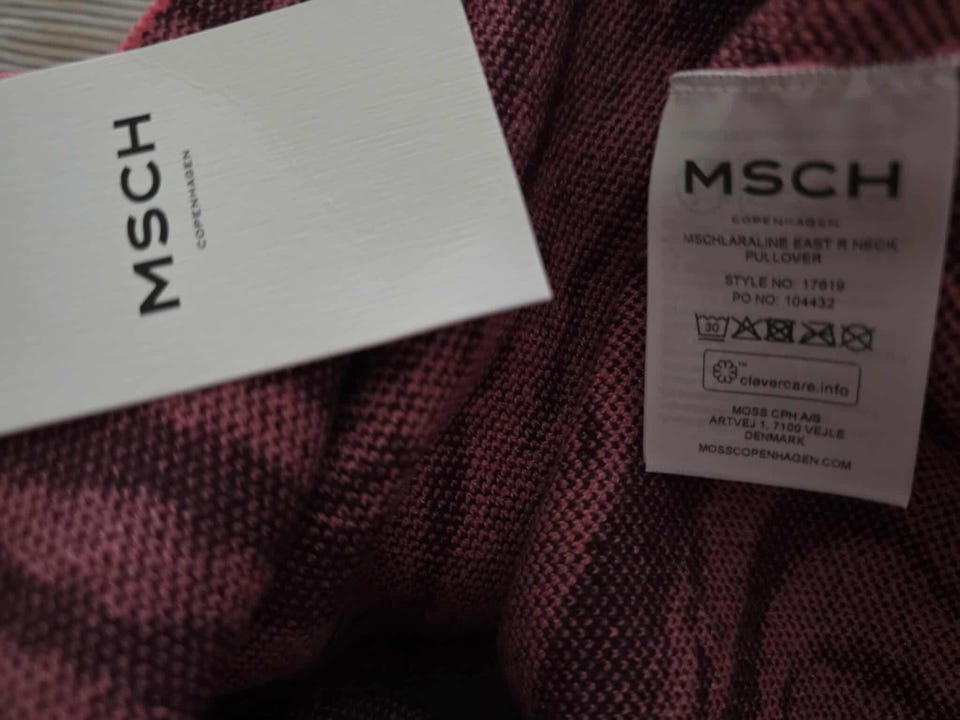 MSCH
COPENHAGEN
MSCH
COPENHAGEN
MSCHLARALINE EAST R NECK
PULLOVER
STYLE NO: 17619
PO NO: 104432
30
™
clevercare.info
MOSS CPH A/S
ARTVEJ 1, 7100 VEJLE
DENMARK
MOSSCOPENHAGEN.COM